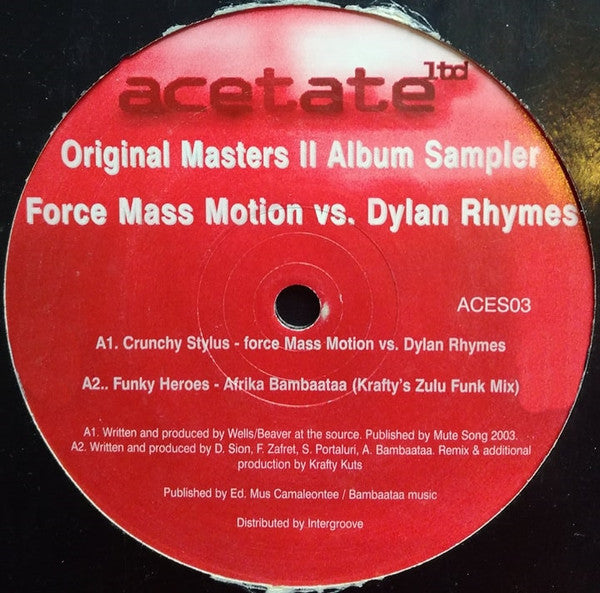 acetate ltd
Original Masters II Album Sampler
Force Mass Motion vs. Dylan Rhymes
ACES03
A1. Crunchy Stylus - force Mass Motion vs. Dylan Rhymes
A2.. Funky Heroes - Afrika Bambaataa (Krafty's Zulu Funk Mix)
A1. Written and produced by Wells/Beaver at the source. Published by Mute Song 2003.
A2. Written and produced by D. Sion, F. Zafret, S. Portaluri, A. Bambaataa. Remix & additional
production by Krafty Kuts
Published by Ed. Mus Camaleontee / Bambaataa music
Distributed by Intergroove